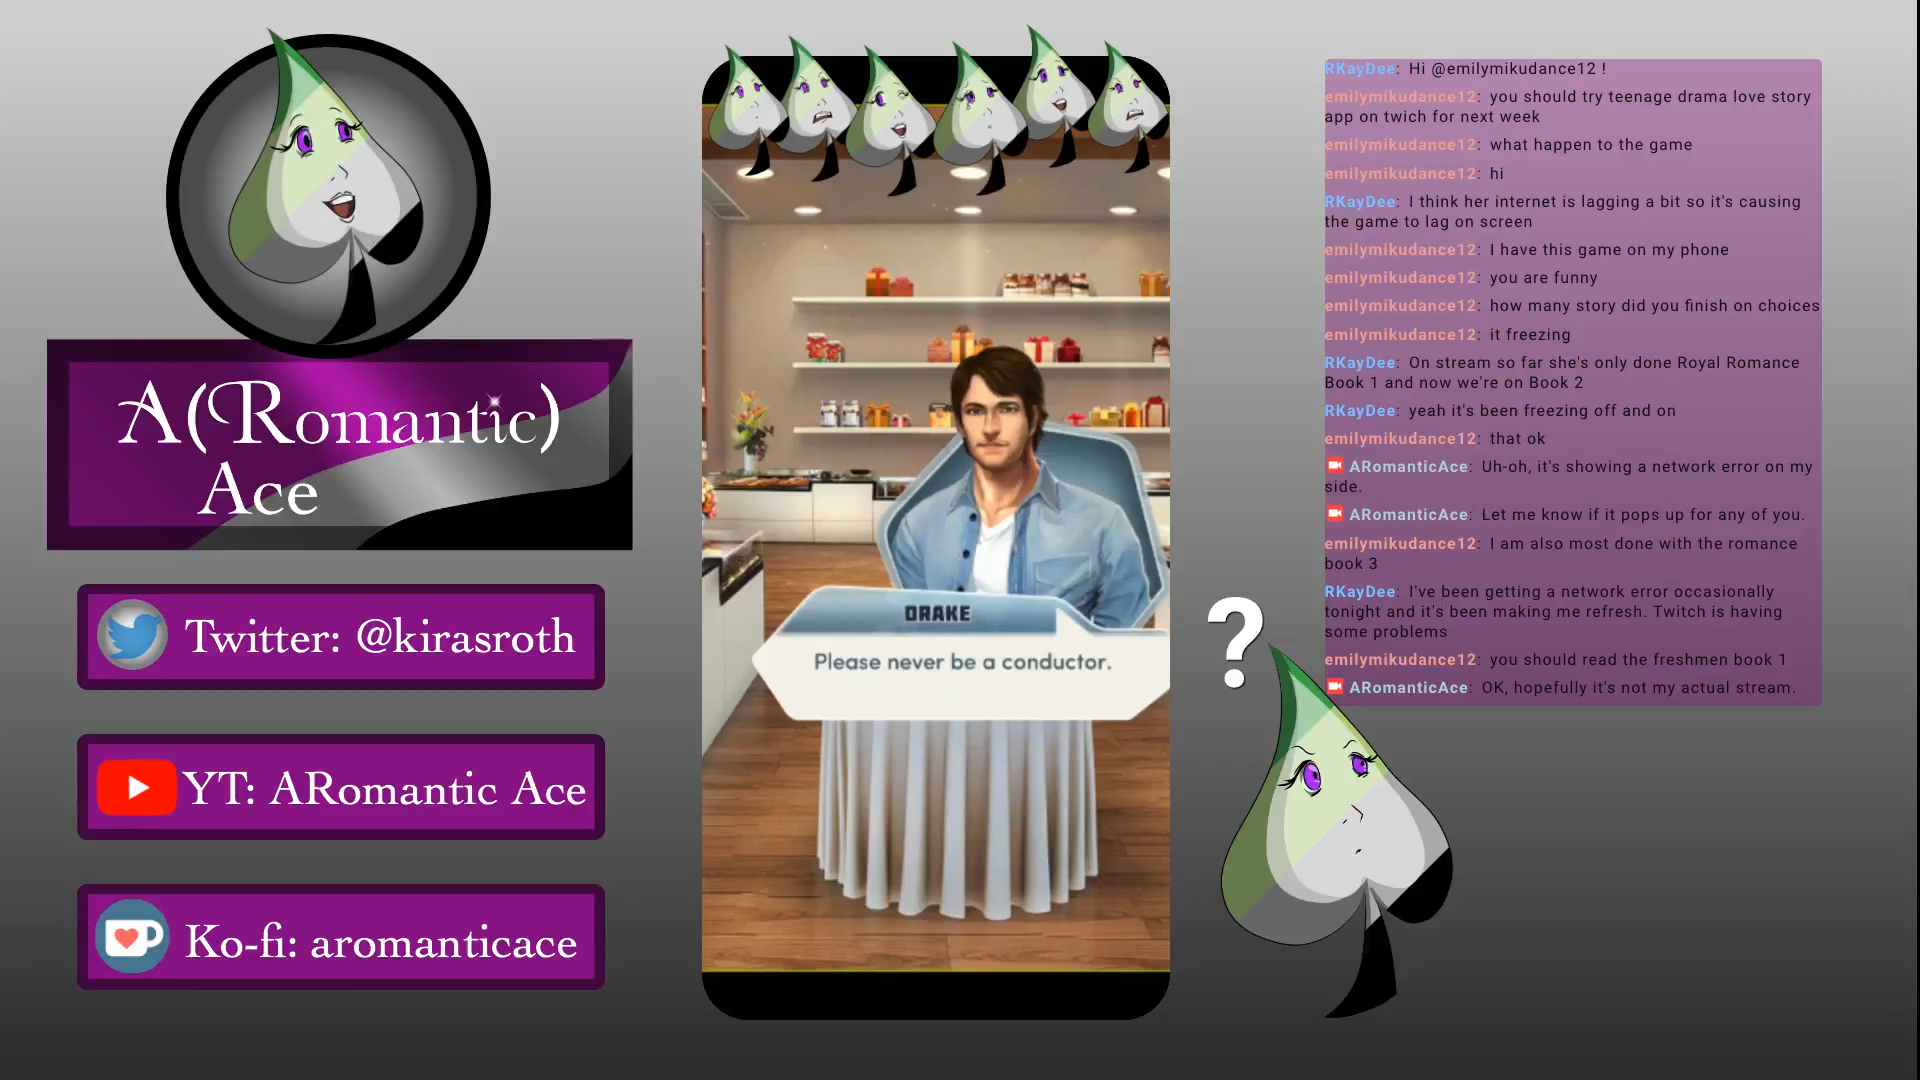 A(Romantic)
Ace
Twitter: @kirasroth
YT: ARomantic Ace
Ko-fi: aromanticace
DRAKE
Please never be a conductor.
?
RKayDee: Hi @emilymikudance12 !
emilymikudance12: you should try teenage drama love story
app on twich for next week
emilymikudance12: what happen to the game
emilymikudance12: hi
RKayDee: I think her internet is lagging a bit so it's causing
the game to lag on screen
emilymikudance12: I have this game on my phone
emilymikudance12: you are funny
emilymikudance12: how many story did you finish on choices
emilymikudance12: it freezing
RKayDee: On stream so far she's only done Royal Romance
Book 1 and now we're on Book 2
RKayDee: yeah it's been freezing off and on
emilymikudance12: that ok
ARomanticAce: Uh-oh, it's showing a network error on my
side.
ARomanticAce: Let me know if it pops up for any of you.
emilymikudance12: I am also most done with the romance
book 3
RKayDee: I've been getting a network error occasionally
tonight and it's been making me refresh. Twitch is having
some problems
emilymikudance12: you should read the freshmen book 1
ARomanticAce: OK, hopefully it's not my actual stream.